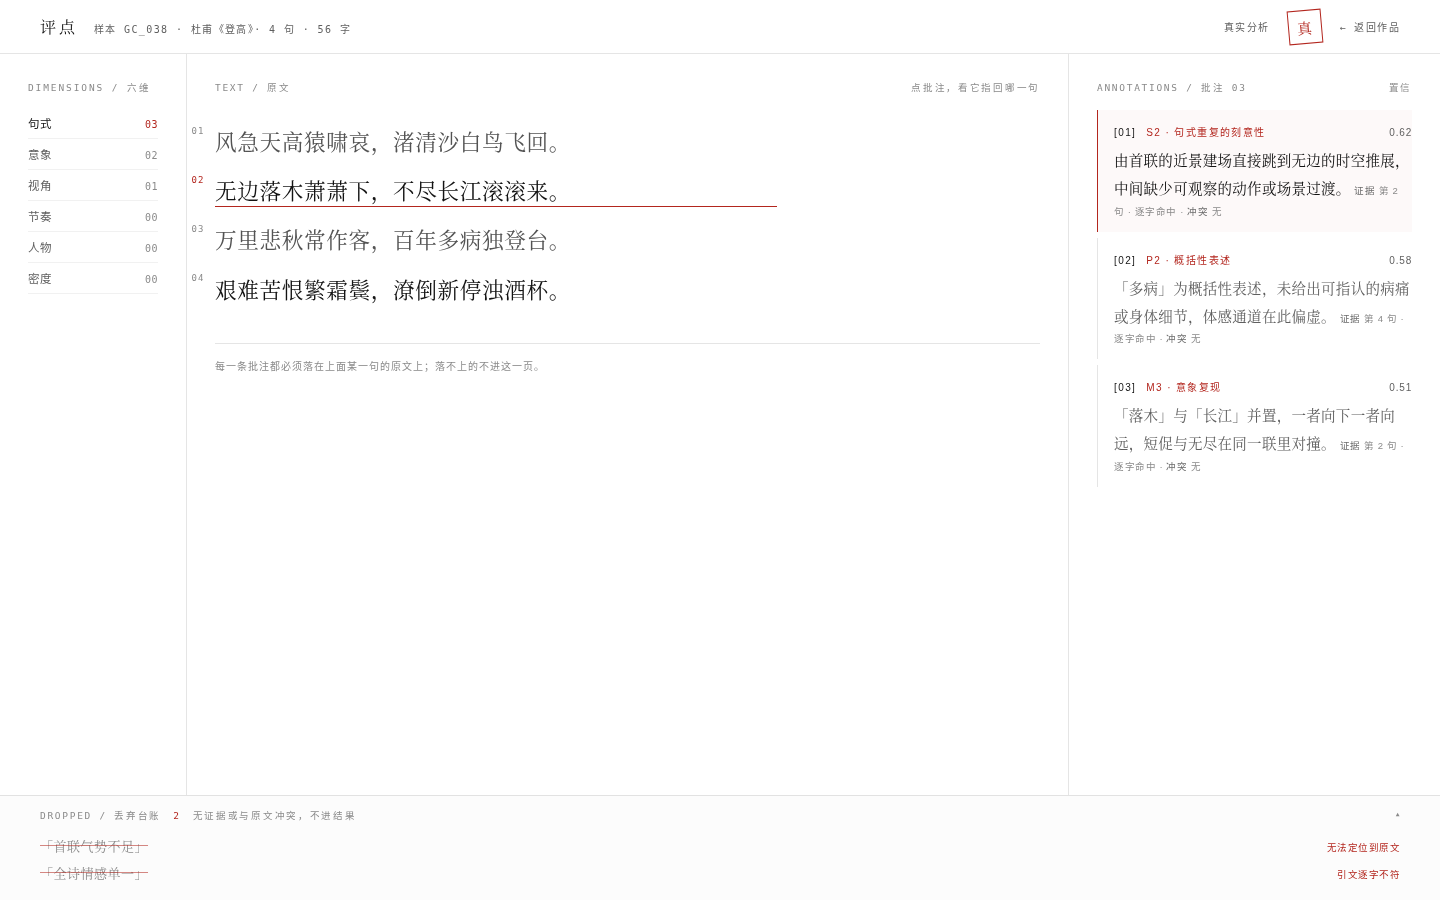 评点 样本 GC_038 · 杜甫《登高》· 4 句 · 56 字
真实分析 真 ← 返回作品
DIMENSIONS / 六维
句式 03
意象 02
视角 01
节奏 00
人物 00
密度 00
TEXT / 原文 点批注，看它指回哪一句
01 风急天高猿啸哀，渚清沙白鸟飞回。
02 无边落木萧萧下，不尽长江滚滚来。
03 万里悲秋常作客，百年多病独登台。
04 艰难苦恨繁霜鬓，潦倒新停浊酒杯。
每一条批注都必须落在上面某一句的原文上；落不上的不进这一页。
ANNOTATIONS / 批注 03 置信
[01] S2 · 句式重复的刻意性 0.62
由首联的近景建场直接跳到无边的时空推展，
中间缺少可观察的动作或场景过渡。 证据 第 2
句 · 逐字命中 · 冲突 无
[02] P2 · 概括性表述 0.58
「多病」为概括性表述，未给出可指认的病痛
或身体细节，体感通道在此偏虚。 证据 第 4 句 ·
逐字命中 · 冲突 无
[03] M3 · 意象复现 0.51
「落木」与「长江」并置，一者向下一者向
远，短促与无尽在同一联里对撞。 证据 第 2 句 ·
逐字命中 · 冲突 无
DROPPED / 丢弃台账 2 无证据或与原文冲突，不进结果 ▴
「首联气势不足」 无法定位到原文
「全诗情感单一」 引文逐字不符